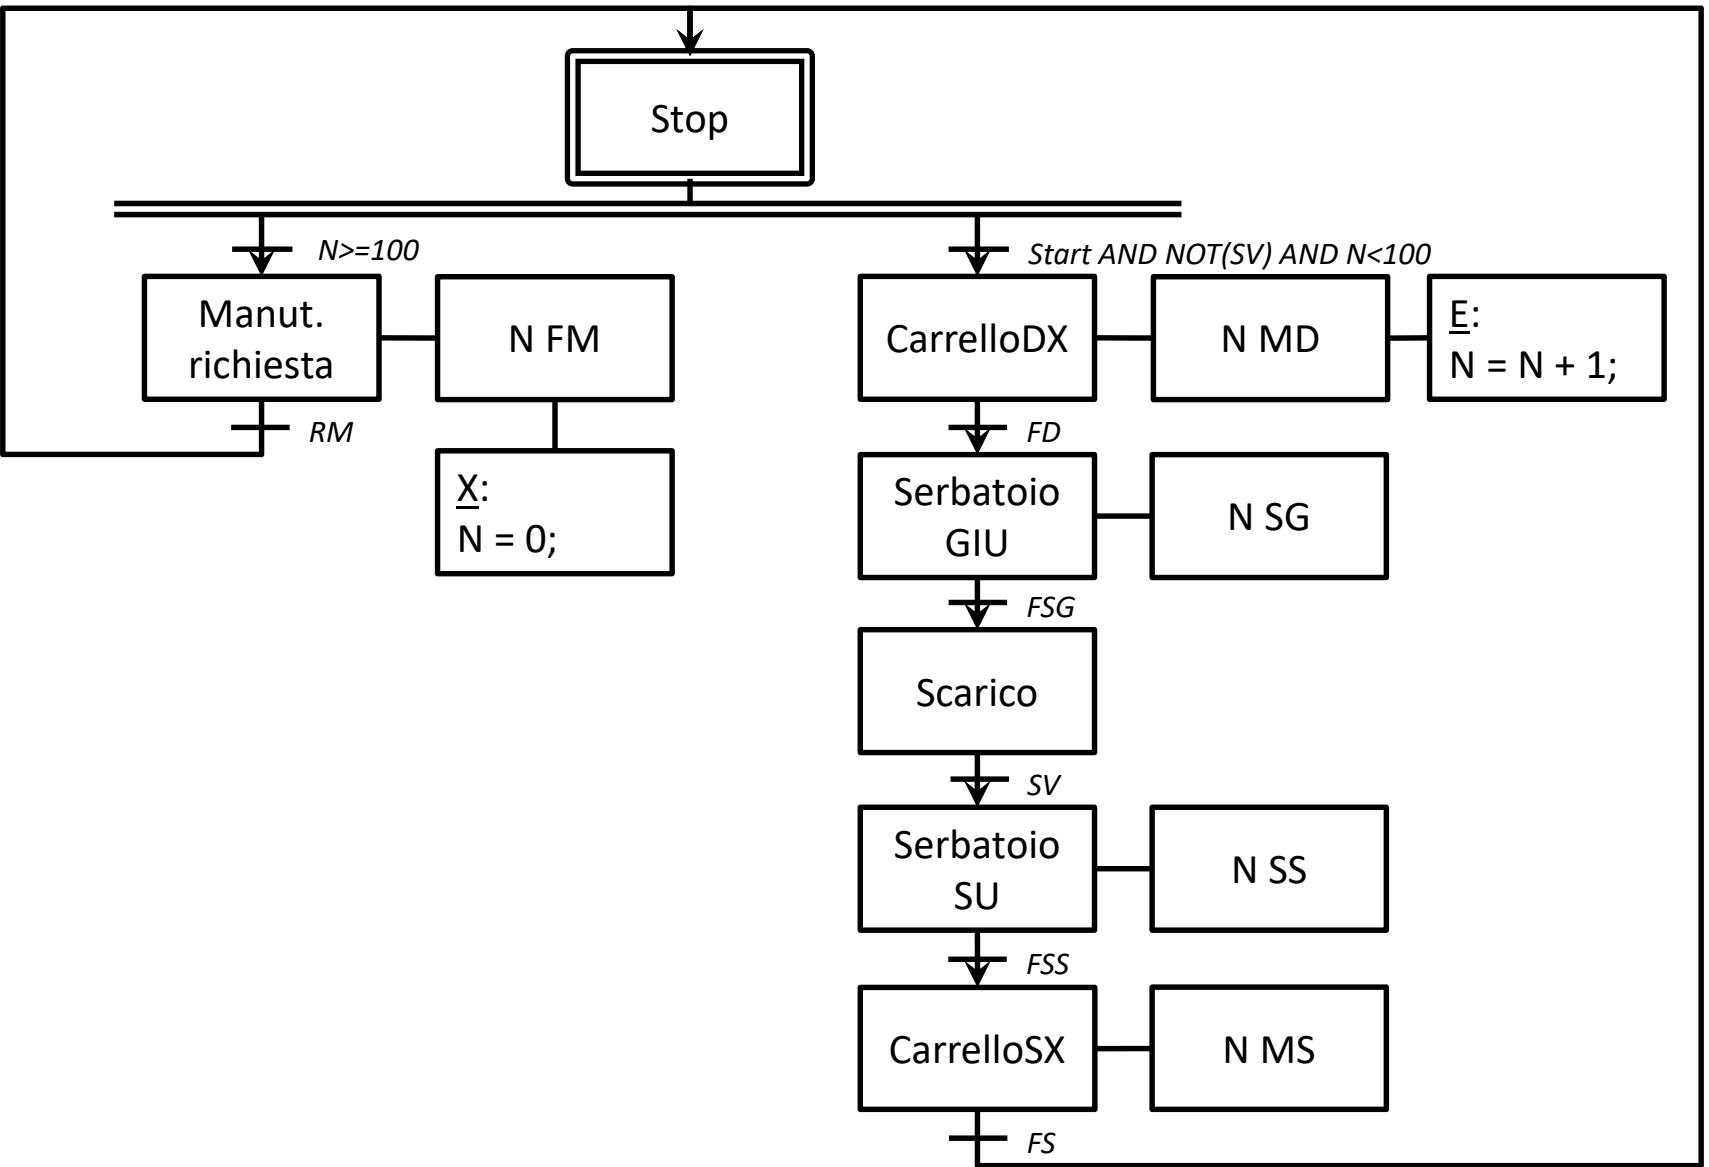 Stop
N>=100
Start AND NOT(SV) AND N<100
Manut.
richiesta
N FM
CarrelloDX
N MD
E:
N = N + 1;
RM
FD
X:
N = 0;
Serbatoio
GIU
N SG
FSG
Scarico
SV
Serbatoio
SU
N SS
FSS
CarrelloSX
N MS
FS